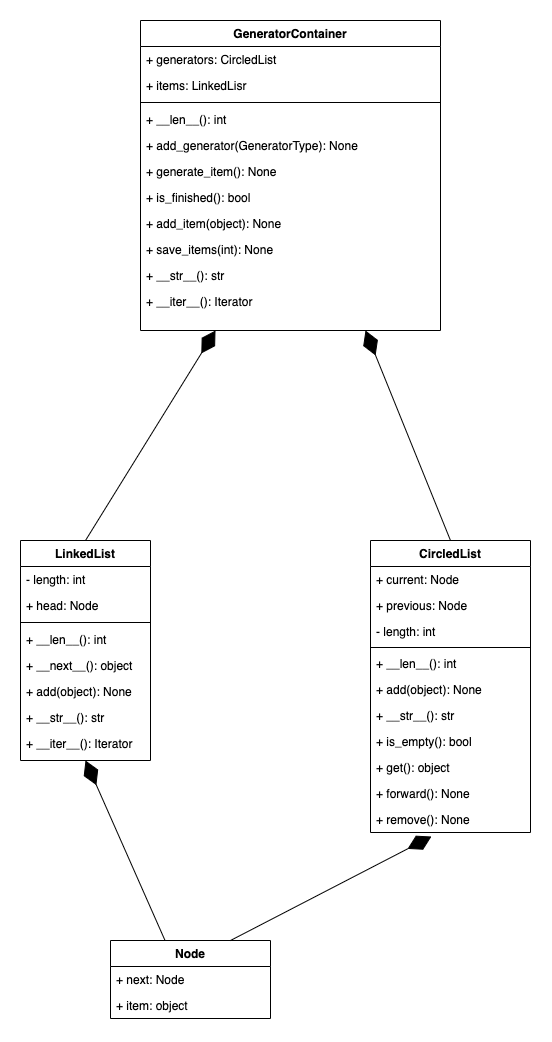 GeneratorContainer
+ generators: CircledList
+ items: LinkedLisr
+ __len__(): int
+ add_generator(GeneratorType): None
+ generate_item(): None
+ is_finished(): bool
+ add_item(object): None
+ save_items(int): None
+ __str__(): str
+ __iter__(): Iterator
LinkedList
- length: int
+ head: Node
+ __len__(): int
+ __next__(): object
+ add(object): None
+ __str__(): str
+ __iter__(): Iterator
CircledList
+ current: Node
+ previous: Node
- length: int
+ __len__(): int
+ add(object): None
+ __str__(): str
+ is_empty(): bool
+ get(): object
+ forward(): None
+ remove(): None
Node
+ next: Node
+ item: object